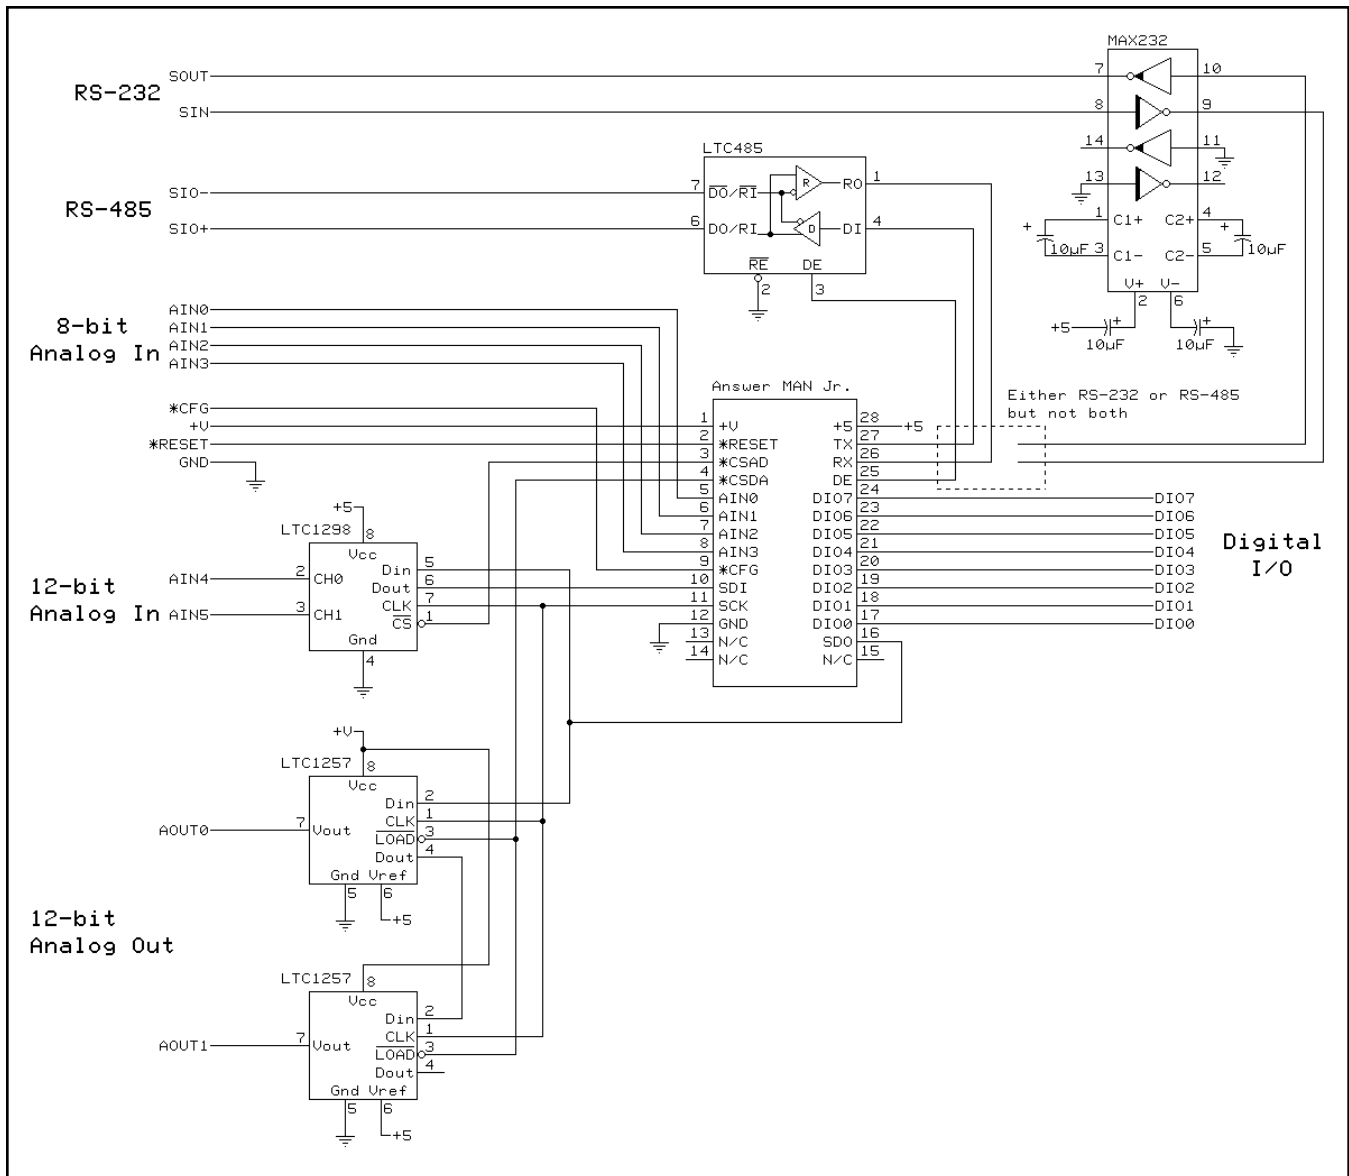 MAX232
SOUT
7
10
RS-232
SIN
8
9
14
11
LTC485
13
12
SIO-
7
DO/RI
R
RO
1
1
C1+
C2+
4
+
+
RS-485
SIO+
6
DO/RI
D
DI
4
10µF
3
C1-
C2-
5
10µF
RE
DE
2
3
V+
V-
2
6
8-bit
Analog In
AIN0
AIN1
AIN2
AIN3
+5
+
+
10µF
10µF
Answer MAN Jr.
Either RS-232 or RS-485
but not both
*CFG
+V
*RESET
GND
1
+V
+5
28
+5
2
*RESET
TX
27
3
*CSAD
RX
26
4
*CSDA
DE
25
5
AIN0
DIO7
24
DIO7
6
AIN1
DIO6
23
DIO6
7
AIN2
DIO5
22
DIO5
8
AIN3
DIO4
21
DIO4
9
*CFG
DIO3
20
DIO3
10
SDI
DIO2
19
DIO2
11
SCK
DIO1
18
DIO1
12
GND
DIO0
17
DIO0
13
N/C
SDO
16
14
N/C
N/C
15
Digital
I/O
+5
LTC1298
8
Vcc
12-bit
Analog In
AIN4
2
CH0
AIN5
3
CH1
Din
5
Dout
6
CLK
7
CS
1
Gnd
4
+V
LTC1257
8
Vcc
Din
2
CLK
1
AOUT0
7
Vout
LOAD
3
Dout
4
Gnd
Vref
5
6
+5
12-bit
Analog Out
LTC1257
8
Vcc
Din
2
CLK
1
AOUT1
7
Vout
LOAD
3
Dout
4
Gnd
Vref
5
6
+5